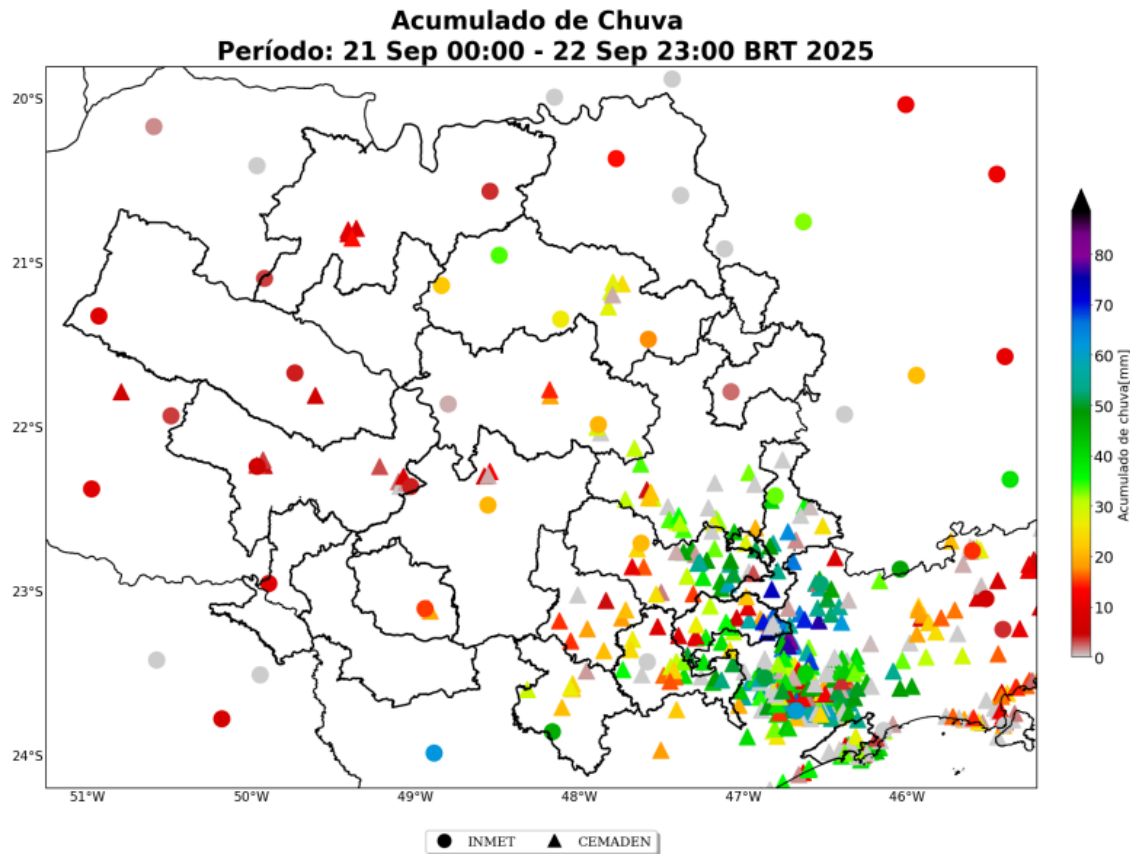 Acumulado de Chuva
Período: 21 Sep 00:00 - 22 Sep 23:00 BRT 2025
20°S
21°S
22°S
23°S
24°S
51°W
50°W
49°W
48°W
47°W
46°W
80
70
60
50
40
30
20
10
0
Acumulado de chuva[mm]
INMET
CEMADEN